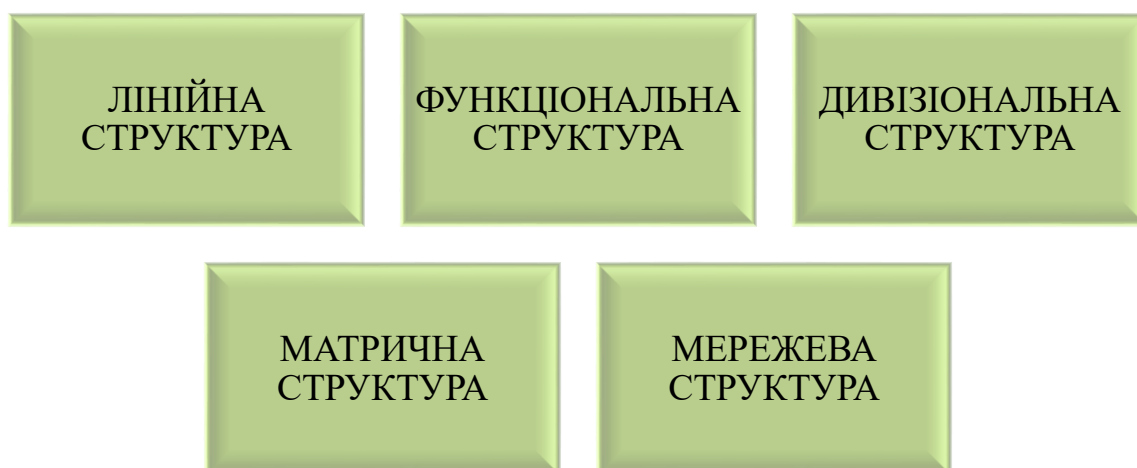 ЛІНІЙНА
СТРУКТУРА
ФУНКЦІОНАЛЬНА
СТРУКТУРА
ДИВІЗІОНАЛЬНА
СТРУКТУРА
МАТРИЧНА
СТРУКТУРА
МЕРЕЖЕВА
СТРУКТУРА